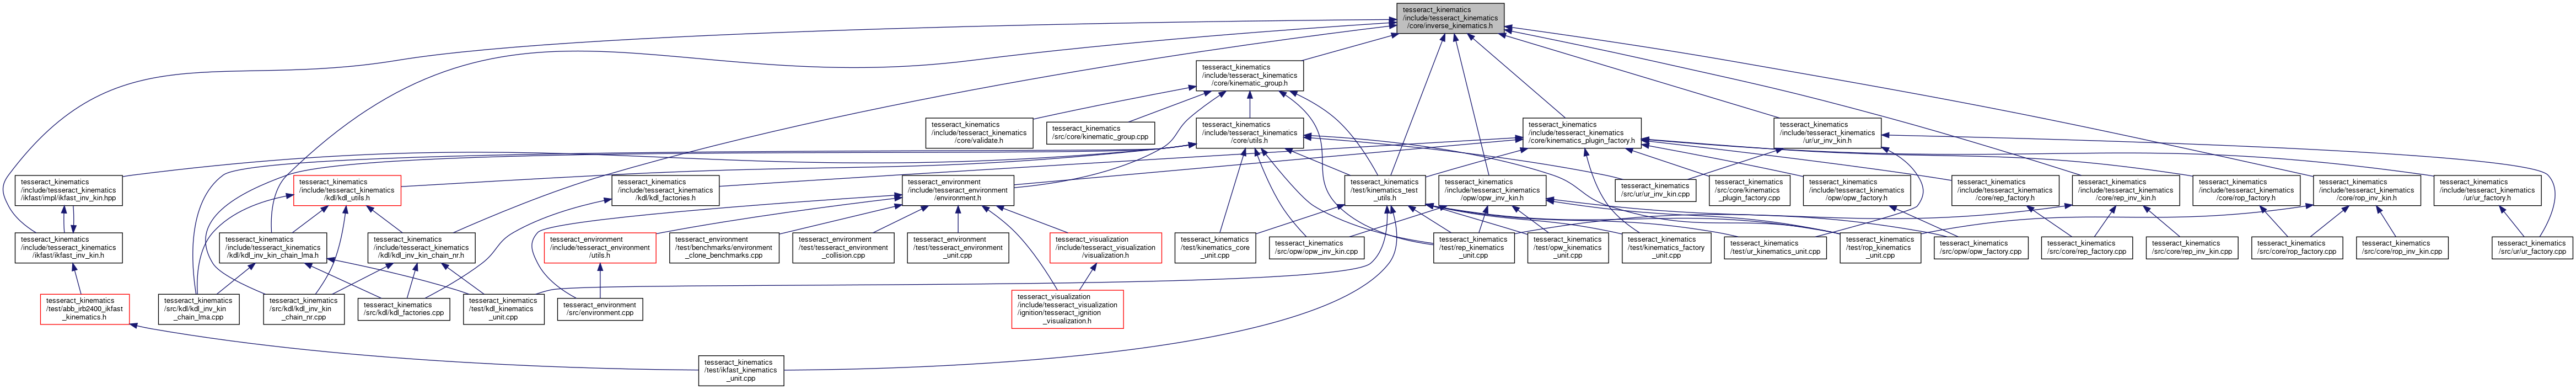 tesseract_kinematics
/include/tesseract_kinematics
/core/inverse_kinematics.h
tesseract_kinematics
/include/tesseract_kinematics
/core/kinematic_group.h
tesseract_kinematics
/include/tesseract_kinematics
/core/validate.h
tesseract_kinematics
/src/core/kinematic_group.cpp
tesseract_kinematics
/include/tesseract_kinematics
/core/utils.h
tesseract_kinematics
/include/tesseract_kinematics
/core/kinematics_plugin_factory.h
tesseract_kinematics
/include/tesseract_kinematics
/ur/ur_inv_kin.h
tesseract_kinematics
/include/tesseract_kinematics
/ikfast/impl/ikfast_inv_kin.hpp
tesseract_kinematics
/include/tesseract_kinematics
/kdl/kdl_utils.h
tesseract_kinematics
/include/tesseract_kinematics
/kdl/kdl_factories.h
tesseract_environment
/include/tesseract_environment
/environment.h
tesseract_kinematics
/test/kinematics_test
_utils.h
tesseract_kinematics
/include/tesseract_kinematics
/opw/opw_inv_kin.h
tesseract_kinematics
/src/ur/ur_inv_kin.cpp
tesseract_kinematics
/src/core/kinematics
_plugin_factory.cpp
tesseract_kinematics
/include/tesseract_kinematics
/opw/opw_factory.h
tesseract_kinematics
/include/tesseract_kinematics
/core/rep_factory.h
tesseract_kinematics
/include/tesseract_kinematics
/core/rep_inv_kin.h
tesseract_kinematics
/include/tesseract_kinematics
/core/rop_factory.h
tesseract_kinematics
/include/tesseract_kinematics
/core/rop_inv_kin.h
tesseract_kinematics
/include/tesseract_kinematics
/ur/ur_factory.h
tesseract_kinematics
/include/tesseract_kinematics
/ikfast/ikfast_inv_kin.h
tesseract_kinematics
/include/tesseract_kinematics
/kdl/kdl_inv_kin_chain_lma.h
tesseract_kinematics
/include/tesseract_kinematics
/kdl/kdl_inv_kin_chain_nr.h
tesseract_environment
/include/tesseract_environment
/utils.h
tesseract_environment
/test/benchmarks/environment
_clone_benchmarks.cpp
tesseract_environment
/test/tesseract_environment
_collision.cpp
tesseract_environment
/test/tesseract_environment
_unit.cpp
tesseract_visualization
/include/tesseract_visualization
/visualization.h
tesseract_kinematics
/test/kinematics_core
_unit.cpp
tesseract_kinematics
/src/opw/opw_inv_kin.cpp
tesseract_kinematics
/test/rep_kinematics
_unit.cpp
tesseract_kinematics
/test/opw_kinematics
_unit.cpp
tesseract_kinematics
/test/kinematics_factory
_unit.cpp
tesseract_kinematics
/test/ur_kinematics_unit.cpp
tesseract_kinematics
/test/rop_kinematics
_unit.cpp
tesseract_kinematics
/src/opw/opw_factory.cpp
tesseract_kinematics
/src/core/rep_factory.cpp
tesseract_kinematics
/src/core/rep_inv_kin.cpp
tesseract_kinematics
/src/core/rop_factory.cpp
tesseract_kinematics
/src/core/rop_inv_kin.cpp
tesseract_kinematics
/src/ur/ur_factory.cpp
tesseract_kinematics
/test/abb_irb2400_ikfast
_kinematics.h
tesseract_kinematics
/src/kdl/kdl_inv_kin
_chain_lma.cpp
tesseract_kinematics
/src/kdl/kdl_inv_kin
_chain_nr.cpp
tesseract_kinematics
/src/kdl/kdl_factories.cpp
tesseract_kinematics
/test/kdl_kinematics
_unit.cpp
tesseract_environment
/src/environment.cpp
tesseract_visualization
/include/tesseract_visualization
/ignition/tesseract_ignition
_visualization.h
tesseract_kinematics
/test/ikfast_kinematics
_unit.cpp